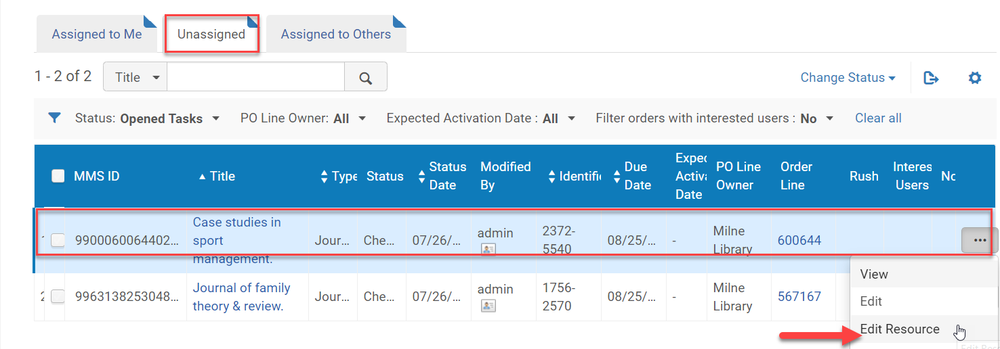 Assigned to Me Unassigned Assigned to Others
1 - 2 of 2 Title Change Status
Status: Opened Tasks PO Line Owner: All Expected Activation Date : All Filter orders with interested users : No Clear all
MMS ID Title Type Status Status Date Modified By Identifi Due Date Expec Activa Date PO Line Owner Order Line Rush Interes Users No
9900060064402... Case studies in sport management. Jour... Che... 07/26/... admin 2372-5540 08/25/... - Milne Library 600644 ...
2 9963138253048... Journal of family theory & review. Jour... Che... 07/26/... admin 1756-2570 08/25/... - Milne Library 567167
View
Edit
Edit Resource